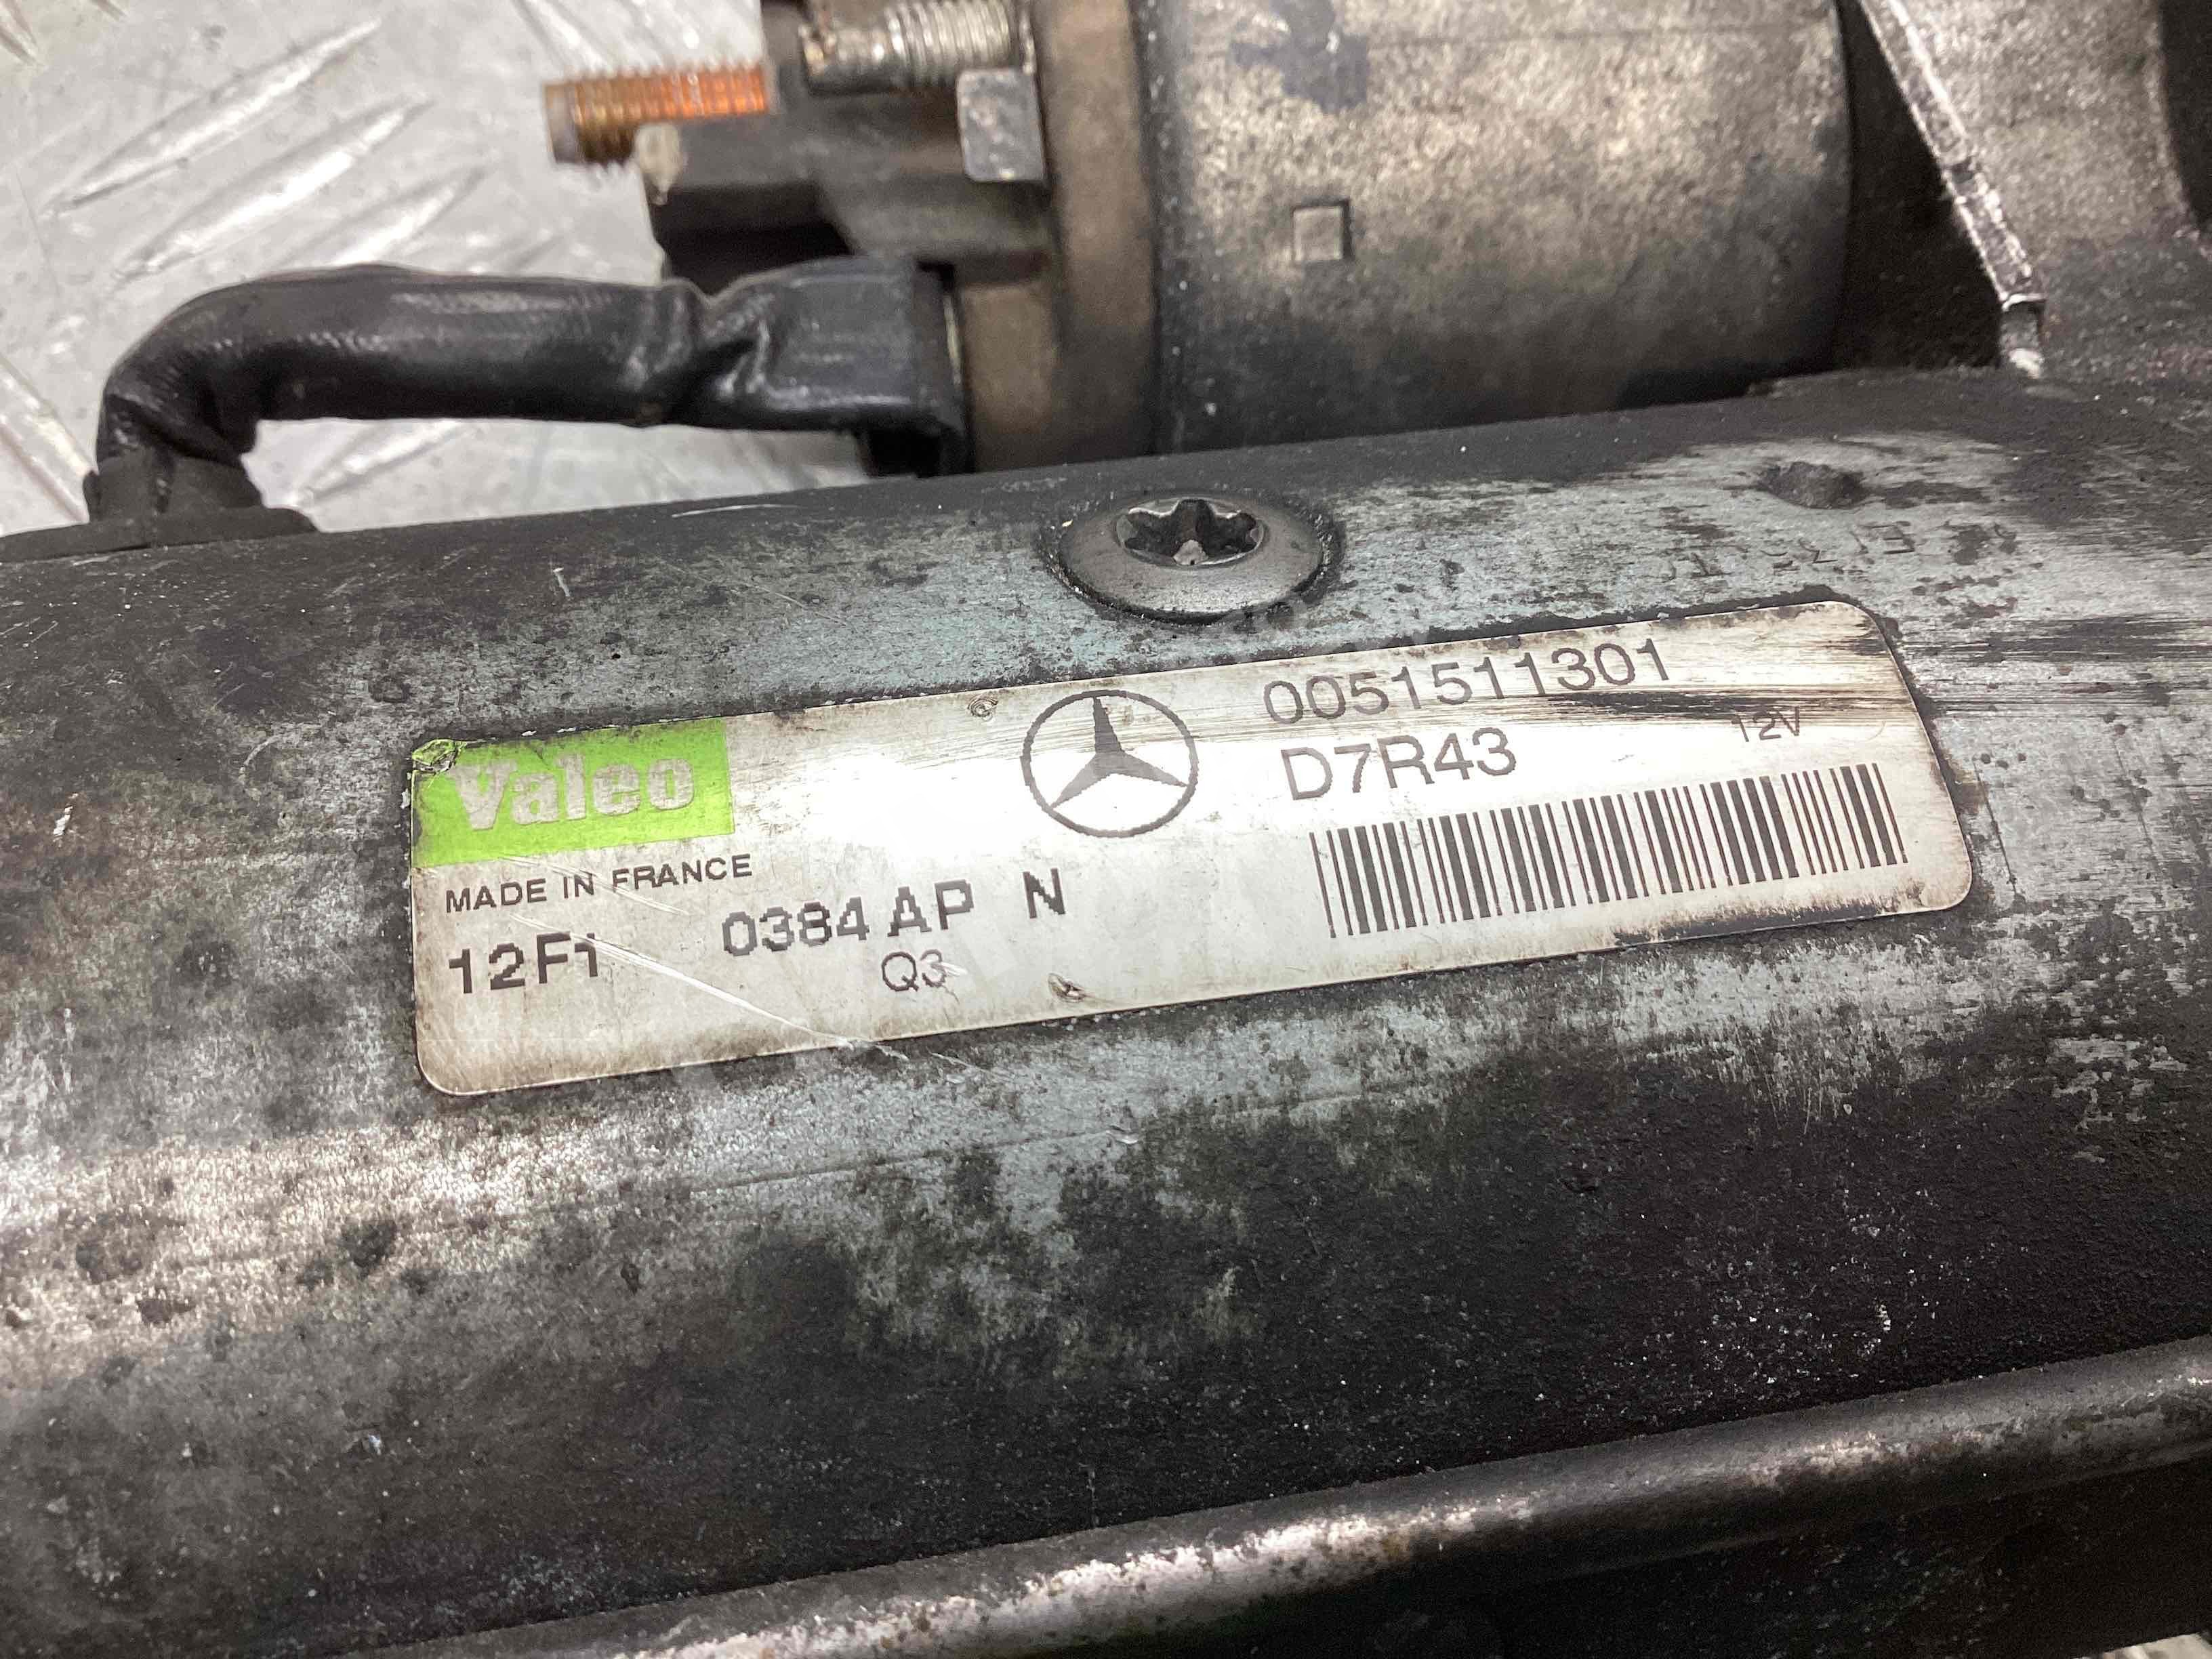 Valeo
0051511301
D7R43
12V
MADE IN FRANCE
12F1
0384 AP N
Q3